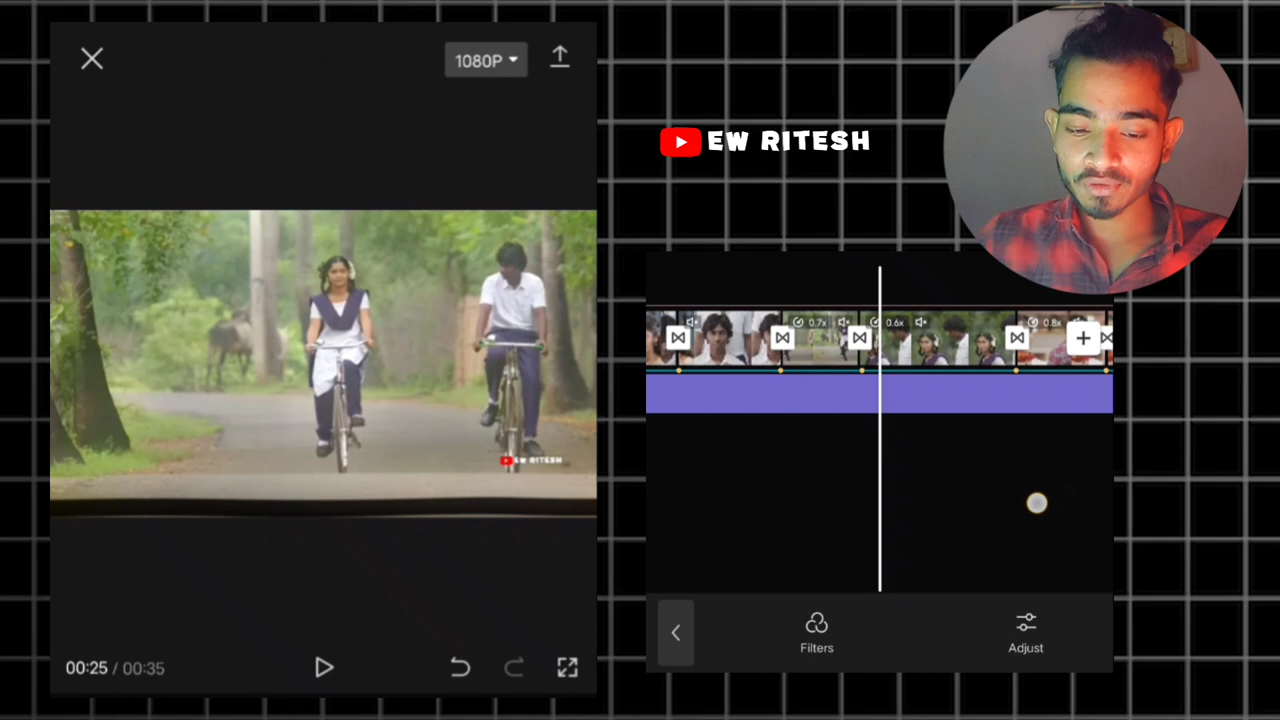 1080P
EW RITESH
0.7x
0.6x
0.8x
EW RITESH
00:25 / 00:35
Filters
Adjust